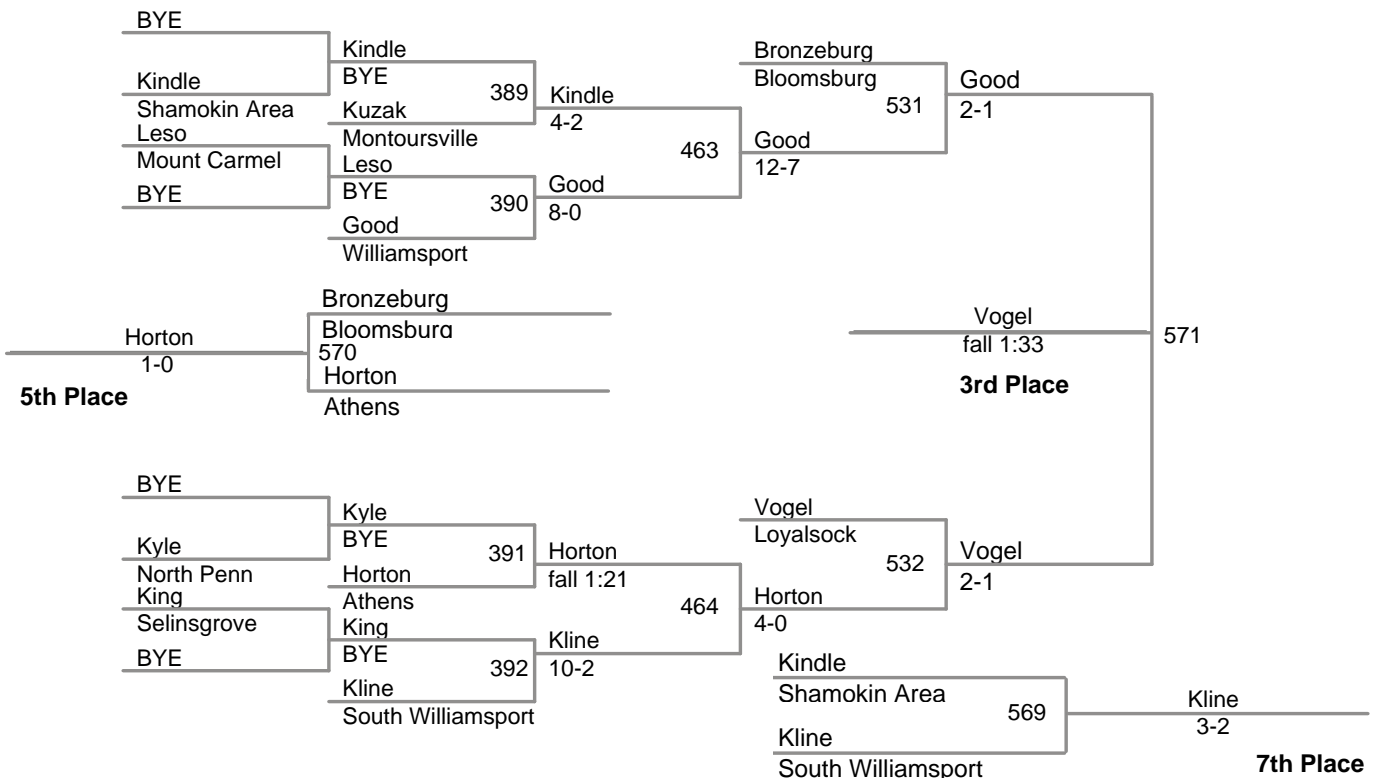 BYE
Kindle
Shamokin Area
Leso
Mount Carmel
BYE
Kindle
BYE
389
Kuzak
Montoursville
Leso
BYE
390
Good
Williamsport
Kindle
4-2
463
Good
8-0
Bronzeburg
Bloomsburg
531
Good
12-7
Good
2-1
Bronzeburg
Bloomsburg
570
Horton
Athens
Horton
1-0
5th Place
Vogel
fall 1:33
3rd Place
571
BYE
Kyle
North Penn
King
Selinsgrove
BYE
Kyle
BYE
391
Horton
Athens
King
BYE
392
Kline
South Williamsport
Horton
fall 1:21
464
Kline
10-2
Vogel
Loyalsock
532
Horton
4-0
Vogel
2-1
Kindle
Shamokin Area
569
Kline
South Williamsport
Kline
3-2
7th Place